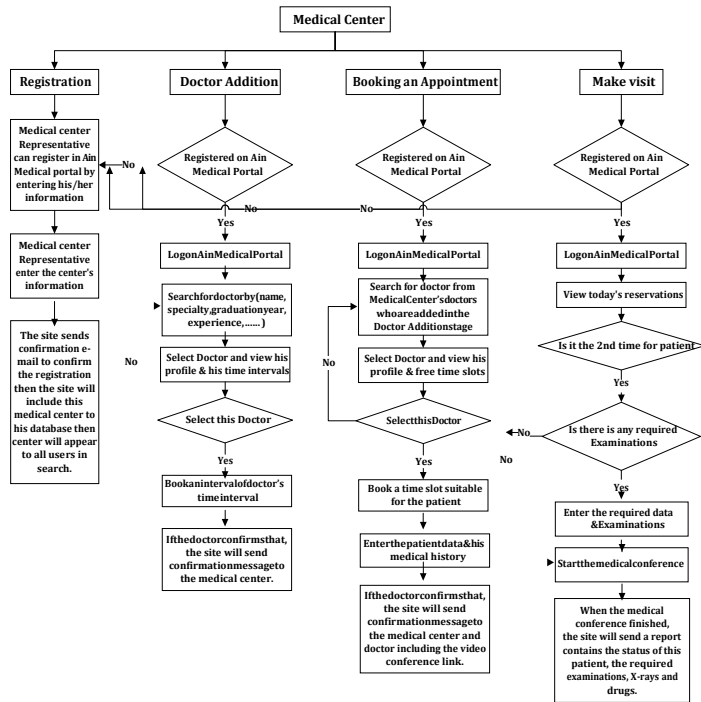 Medical Center
Registration
Medical center
Representative
can register in Ain
Medical portal by
entering his/her
information
Medical center
Representative
enter the center's
information
The site sends
confirmation e-
mail to confirm
the registration
then the site will
include this
medical center to
his database then
center will appear
to all users in
search.
Doctor Addition
Registered on Ain
Medical Portal
No
No
Yes
LogonAinMedicalPortal
Searchfordoctorby(name,
specialty,graduationyear,
experience,......)
No
Select Doctor and view his
profile & his time intervals
Select this Doctor
Yes
Bookanintervalofdoctor's
timeinterval
Ifthedoctorconfirmsthat,
the site will send
confirmationmessageto
the medical center.
Booking an Appointment
Registered on Ain
Medical Portal
No
Yes
LogonAinMedicalPortal
Search for doctor from
MedicalCenter'sdoctors
whoareaddedinthe
Doctor Additionstage
No
Select Doctor and view his
profile & free time slots
SelectthisDoctor
Yes
Book a time slot suitable
for the patient
Enterthepatientdata&his
medical history
Ifthedoctorconfirmsthat,
the site will send
confirmationmessageto
the medical center and
doctor including the video
conference link.
Make visit
Registered on Ain
Medical Portal
Yes
LogonAinMedicalPortal
View today's reservations
Is it the 2nd time for patient
Yes
No
No
Is there is any required
Examinations
Yes
Enter the required data
&Examinations
Startthemedicalconference
When the medical
conference finished,
the site will send a report
contains the status of this
patient, the required
examinations, X-rays and
drugs.